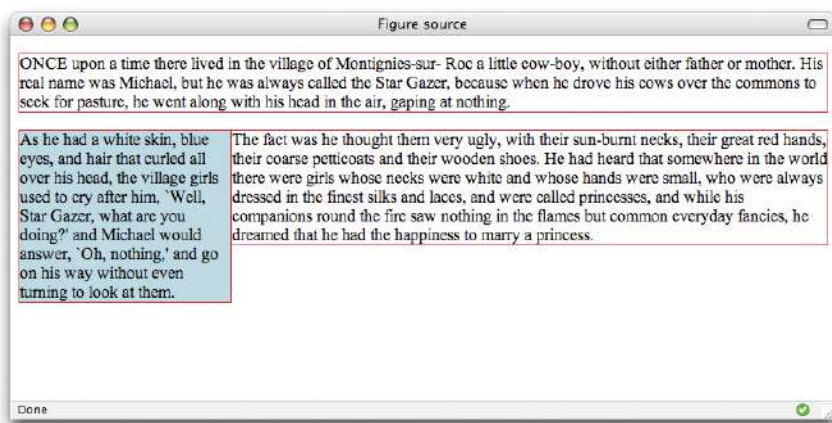 Figure source
ONCE upon a time there lived in the village of Montignies-sur- Roc a little cow-boy, without either father or mother. His
real name was Michael, but he was always called the Star Gazer, because when he drove his cows over the commons to
seek for pasture, he went along with his head in the air, gaping at nothing.
As he had a white skin, blue
eyes, and hair that curled all
over his head, the village girls
used to cry after him, `Well,
Star Gazer, what are you
doing?' and Michael would
answer, `Oh, nothing,' and go
on his way without even
turning to look at them.
The fact was he thought them very ugly, with their sun-burnt necks, their great red hands,
their coarse petticoats and their wooden shoes. He had heard that somewhere in the world
there were girls whose necks were white and whose hands were small, who were always
dressed in the finest silks and laces, and were called princesses, and while his
companions round the fire saw nothing in the flames but common everyday fancies, he
dreamed that he had the happiness to marry a princess.
Done